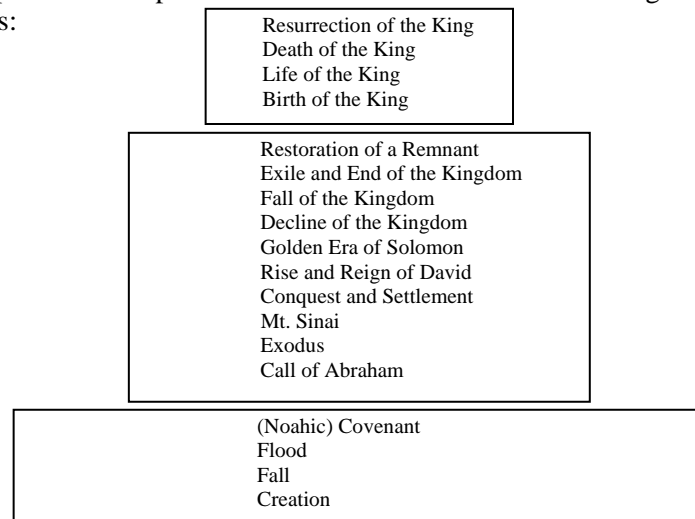 s:
Resurrection of the King
Death of the King
Life of the King
Birth of the King
Restoration of a Remnant
Exile and End of the Kingdom
Fall of the Kingdom
Decline of the Kingdom
Golden Era of Solomon
Rise and Reign of David
Conquest and Settlement
Mt. Sinai
Exodus
Call of Abraham
(Noahic) Covenant
Flood
Fall
Creation